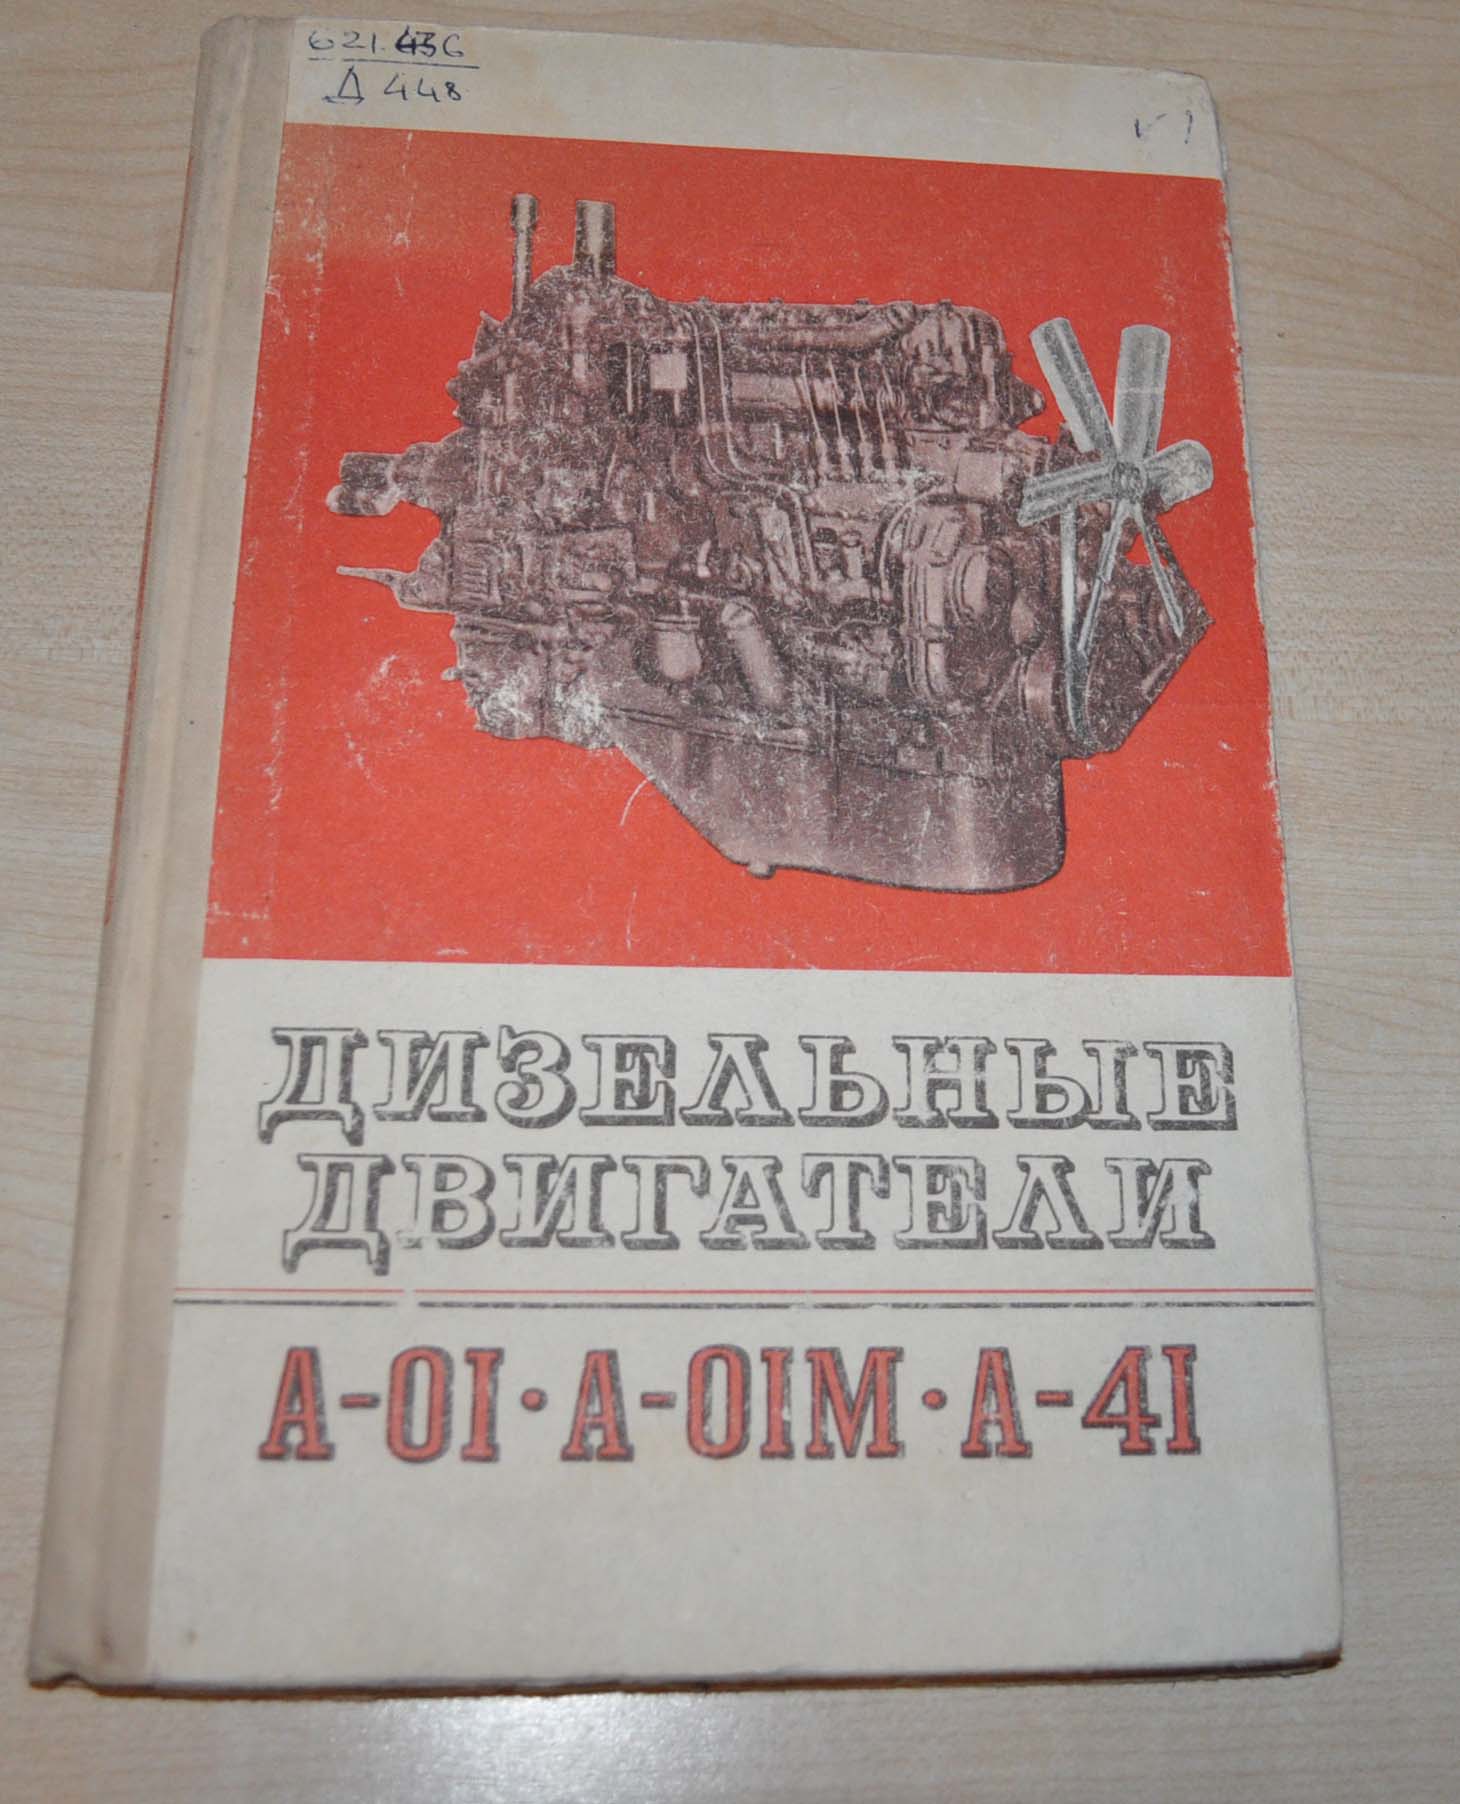 621.436
Д 448
ДИЗЕЛЬНЫЕ
ДВИГАТЕЛИ
А-01·А-01М·А-41